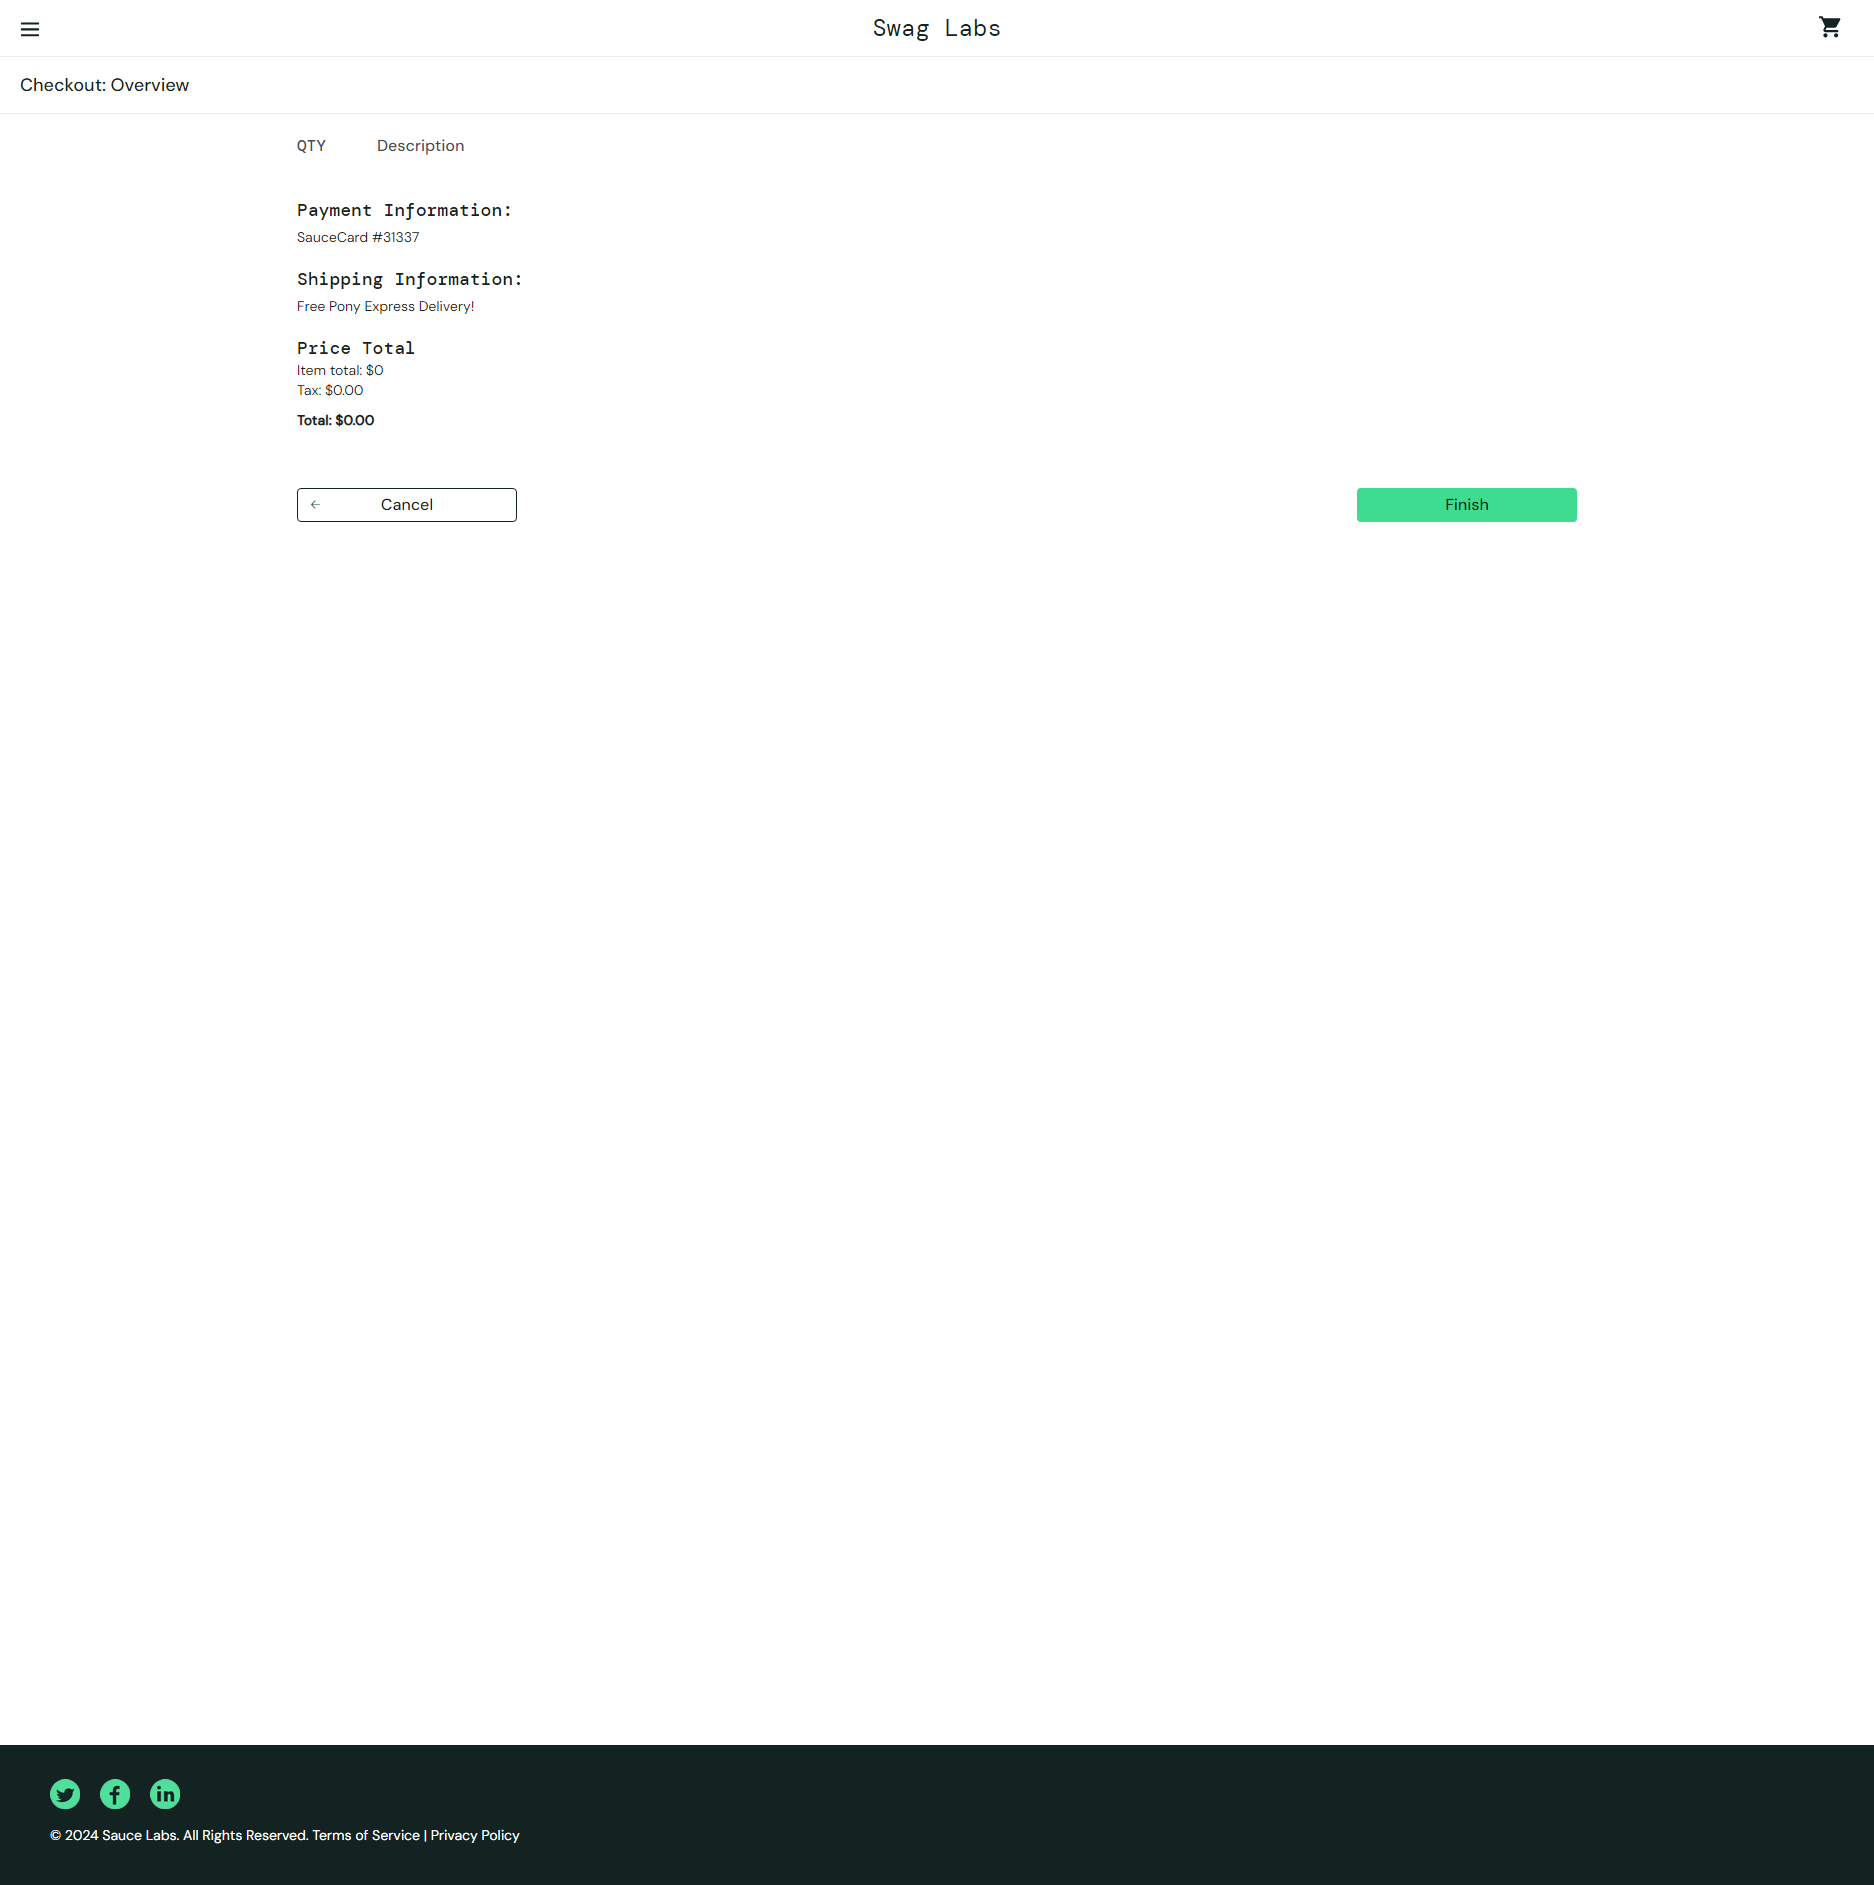 Swag Labs
Checkout: Overview
QTY Description
Payment Information:
SauceCard #31337
Shipping Information:
Free Pony Express Delivery!
Price Total
Item total: $0
Tax: $0.00
Total: $0.00
Cancel Finish
© 2024 Sauce Labs. All Rights Reserved. Terms of Service | Privacy Policy